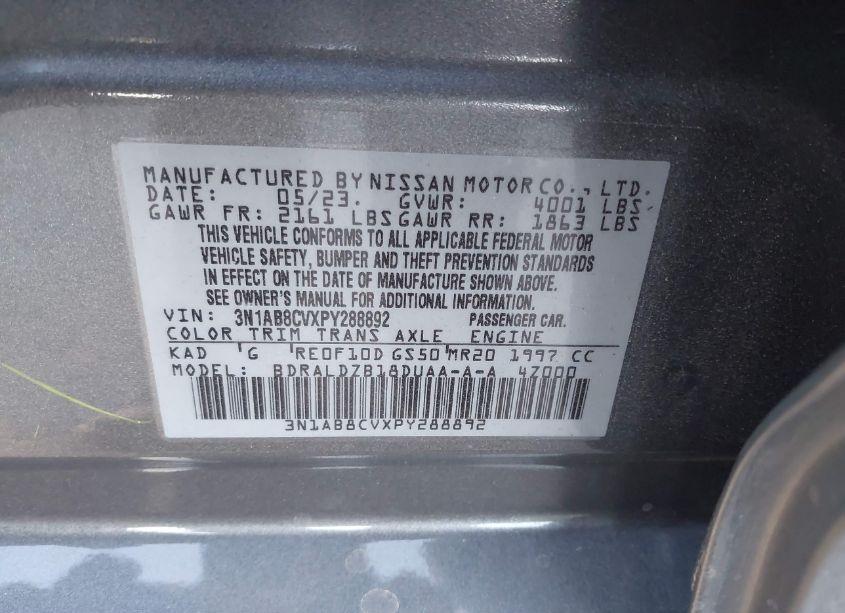 MANUFACTURED BY NISSAN MOTOR CO., LTD.
DATE: 05/23. GVWR: 4001 LBS
GAWR FR: 2161 LBS GAWR RR: 1863 LBS
THIS VEHICLE CONFORMS TO ALL APPLICABLE FEDERAL MOTOR
VEHICLE SAFETY, BUMPER AND THEFT PREVENTION STANDARDS
IN EFFECT ON THE DATE OF MANUFACTURE SHOWN ABOVE.
SEE OWNER'S MANUAL FOR ADDITIONAL INFORMATION.
VIN: 3N1AB8CVXPY288892 PASSENGER CAR.
COLOR TRIM TRANS AXLE ENGINE
KAD G RE0F10D GS50 MR20 1997 CC
MODEL: BDRALDZB18DUAA-A-A 4Z000
3N1AB8CVXPY288892